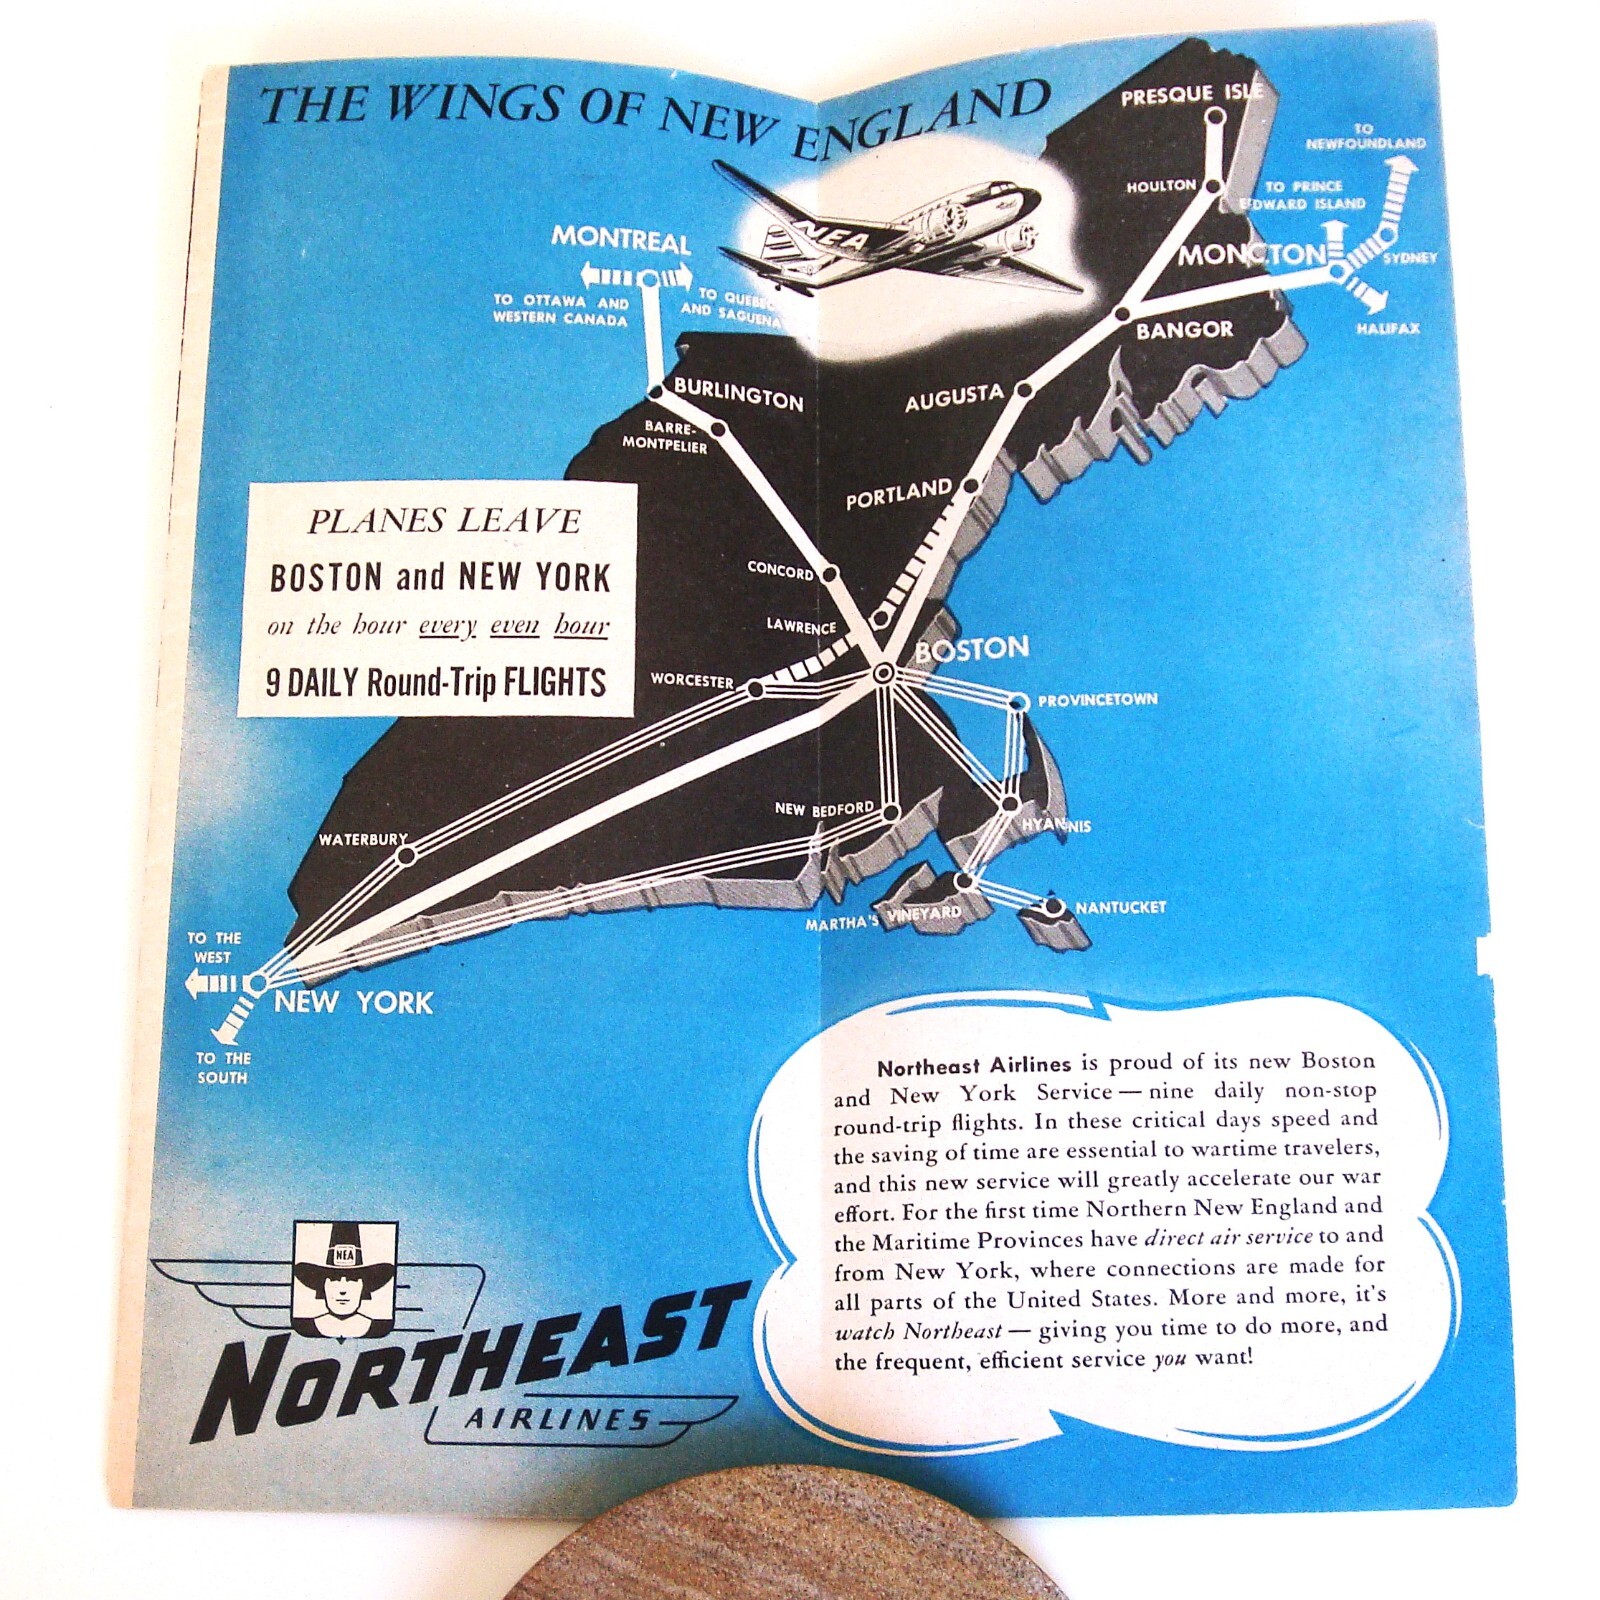 THE WINGS OF NEW ENGLAND
PRESQUE ISLE
TO
NEWFOUNDLAND
HOULTON
TO PRINCE
EDWARD ISLAND
MONCTON
SYDNEY
HALIFAX
BANGOR
NEA
MONTREAL
TO OTTAWA AND
WESTERN CANADA
TO QUEBEC
AND SAGUENA
BURLINGTON
BARRE-
MONTPELIER
AUGUSTA
PORTLAND
PLANES LEAVE
BOSTON and NEW YORK
on the hour every even hour
9 DAILY Round-Trip FLIGHTS
CONCORD
LAWRENCE
BOSTON
WORCESTER
PROVINCETOWN
NEW BEDFORD
HYANNIS
WATERBURY
MARTHA'S VINEYARD
NANTUCKET
TO THE
WEST
NEW YORK
TO THE
SOUTH
Northeast Airlines is proud of its new Boston
and New York Service — nine daily non-stop
round-trip flights. In these critical days speed and
the saving of time are essential to wartime travelers,
and this new service will greatly accelerate our war
effort. For the first time Northern New England and
the Maritime Provinces have direct air service to and
from New York, where connections are made for
all parts of the United States. More and more, it's
watch Northeast — giving you time to do more, and
the frequent, efficient service you want!
NEA
NORTHEAST
AIRLINES